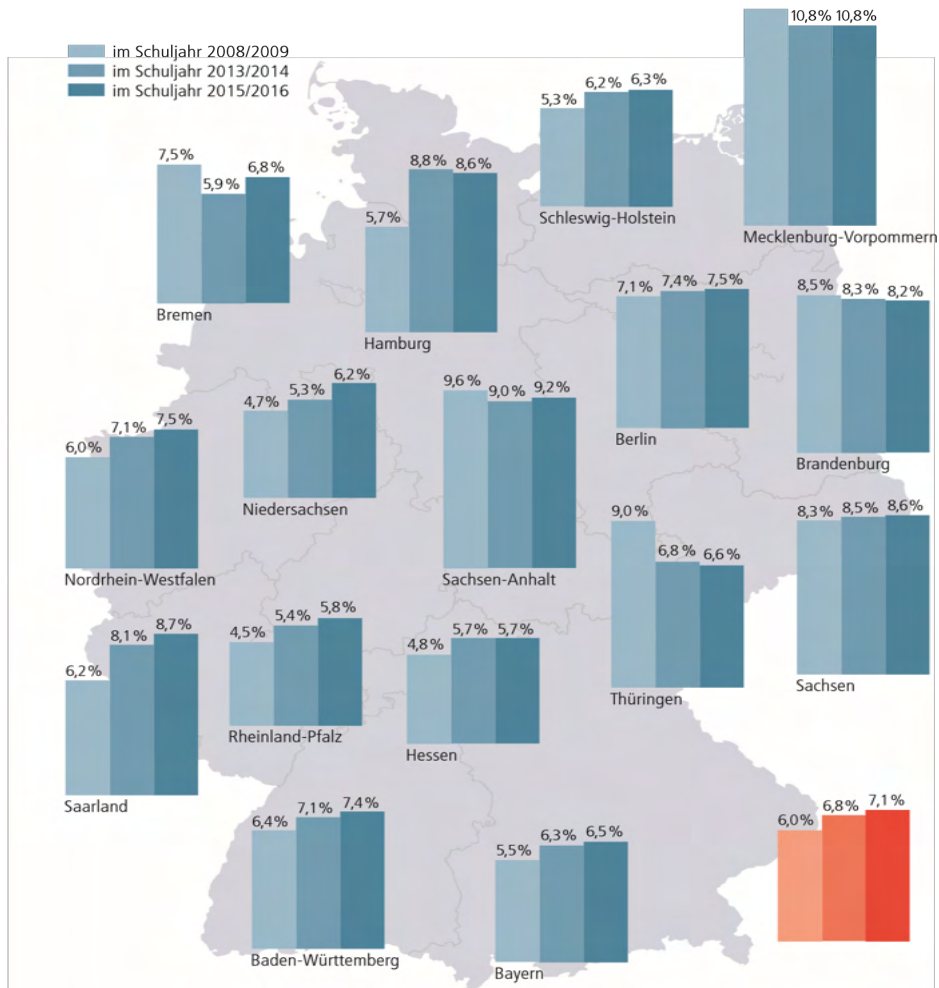 im Schuljahr 2008/2009
im Schuljahr 2013/2014
im Schuljahr 2015/2016
10,8% 10,8%
Mecklenburg-Vorpommern
5,3% 6,2% 6,3%
Schleswig-Holstein
7,5% 5,9% 6,8%
Bremen
5,7% 8,8% 8,6%
Hamburg
7,1% 7,4% 7,5%
Berlin
8,5% 8,3% 8,2%
Brandenburg
4,7% 5,3% 6,2%
Niedersachsen
9,6% 9,0% 9,2%
Sachsen-Anhalt
6,0% 7,1% 7,5%
Nordrhein-Westfalen
9,0% 6,8% 6,6%
Thüringen
8,3% 8,5% 8,6%
Sachsen
6,2% 8,1% 8,7%
Saarland
4,5% 5,4% 5,8%
Rheinland-Pfalz
4,8% 5,7% 5,7%
Hessen
6,4% 7,1% 7,4%
Baden-Württemberg
5,5% 6,3% 6,5%
Bayern
6,0% 6,8% 7,1%